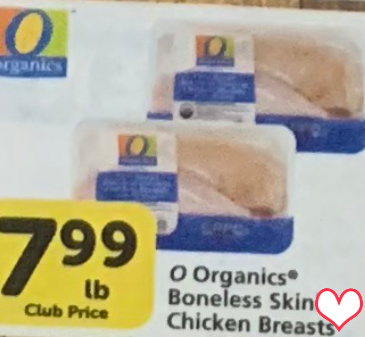 O
organics
7.99
lb
Club Price
O Organics®
Boneless Skin
Chicken Breasts